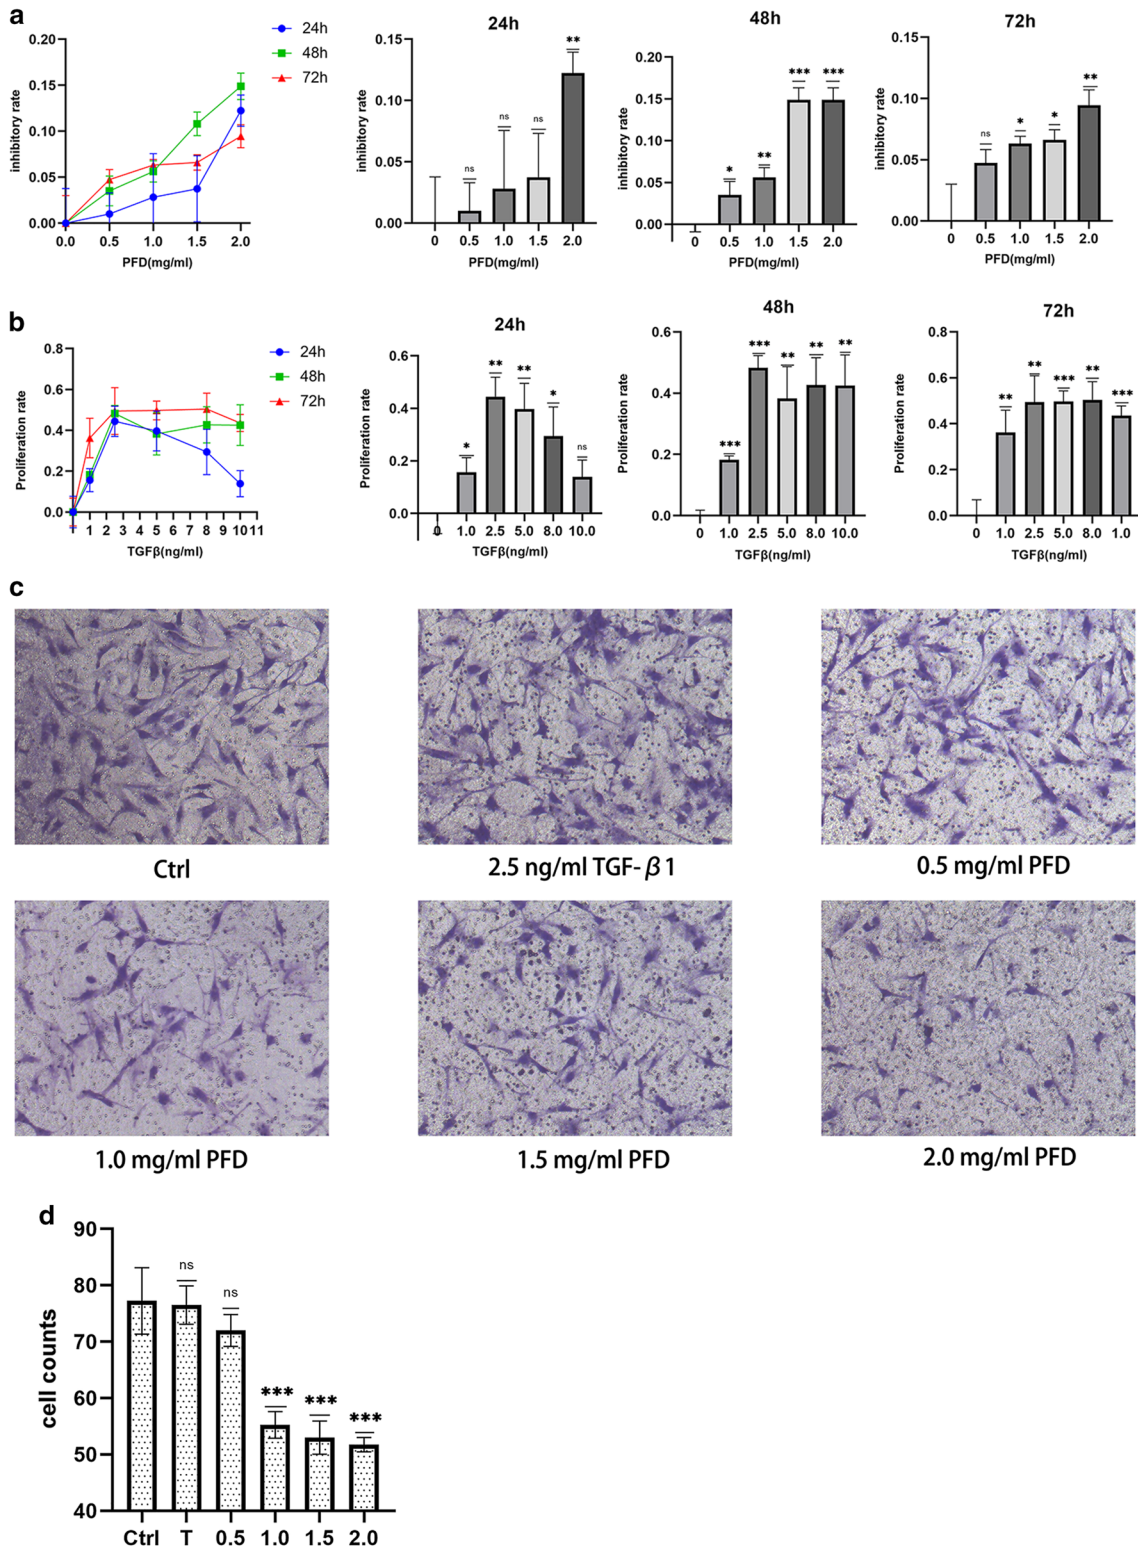 a
24h
48h
72h
0.20
0.15
0.10
0.05
0.00
inhibitory rate
0.0 0.5 1.0 1.5 2.0
PFD(mg/ml)
24h
0.15
0.10
0.05
0.00
inhibitory rate
ns ns ns **
0 0.5 1.0 1.5 2.0
PFD(mg/ml)
48h
0.20
0.15
0.10
0.05
0.00
inhibitory rate
* ** *** ***
0 0.5 1.0 1.5 2.0
PFD(mg/ml)
72h
0.15
0.10
0.05
0.00
inhibitory rate
ns * * **
0 0.5 1.0 1.5 2.0
PFD(mg/ml)
b
24h
48h
72h
0.8
0.6
0.4
0.2
0.0
Proliferation rate
1 2 3 4 5 6 7 8 9 10 11
TGFβ(ng/ml)
24h
0.6
0.4
0.2
0.0
Proliferation rate
* ** ** * ns
0 1.0 2.5 5.0 8.0 10.0
TGFβ(ng/ml)
48h
0.6
0.4
0.2
0.0
Proliferation rate
*** *** ** ** **
0 1.0 2.5 5.0 8.0 10.0
TGFβ(ng/ml)
72h
0.8
0.6
0.4
0.2
0.0
Proliferation rate
** ** *** ** ***
0 1.0 2.5 5.0 8.0 1.0
TGFβ(ng/ml)
c
Ctrl
2.5 ng/ml TGF-β1
0.5 mg/ml PFD
1.0 mg/ml PFD
1.5 mg/ml PFD
2.0 mg/ml PFD
d
90
80
70
60
50
40
cell counts
ns ns *** *** ***
Ctrl T 0.5 1.0 1.5 2.0